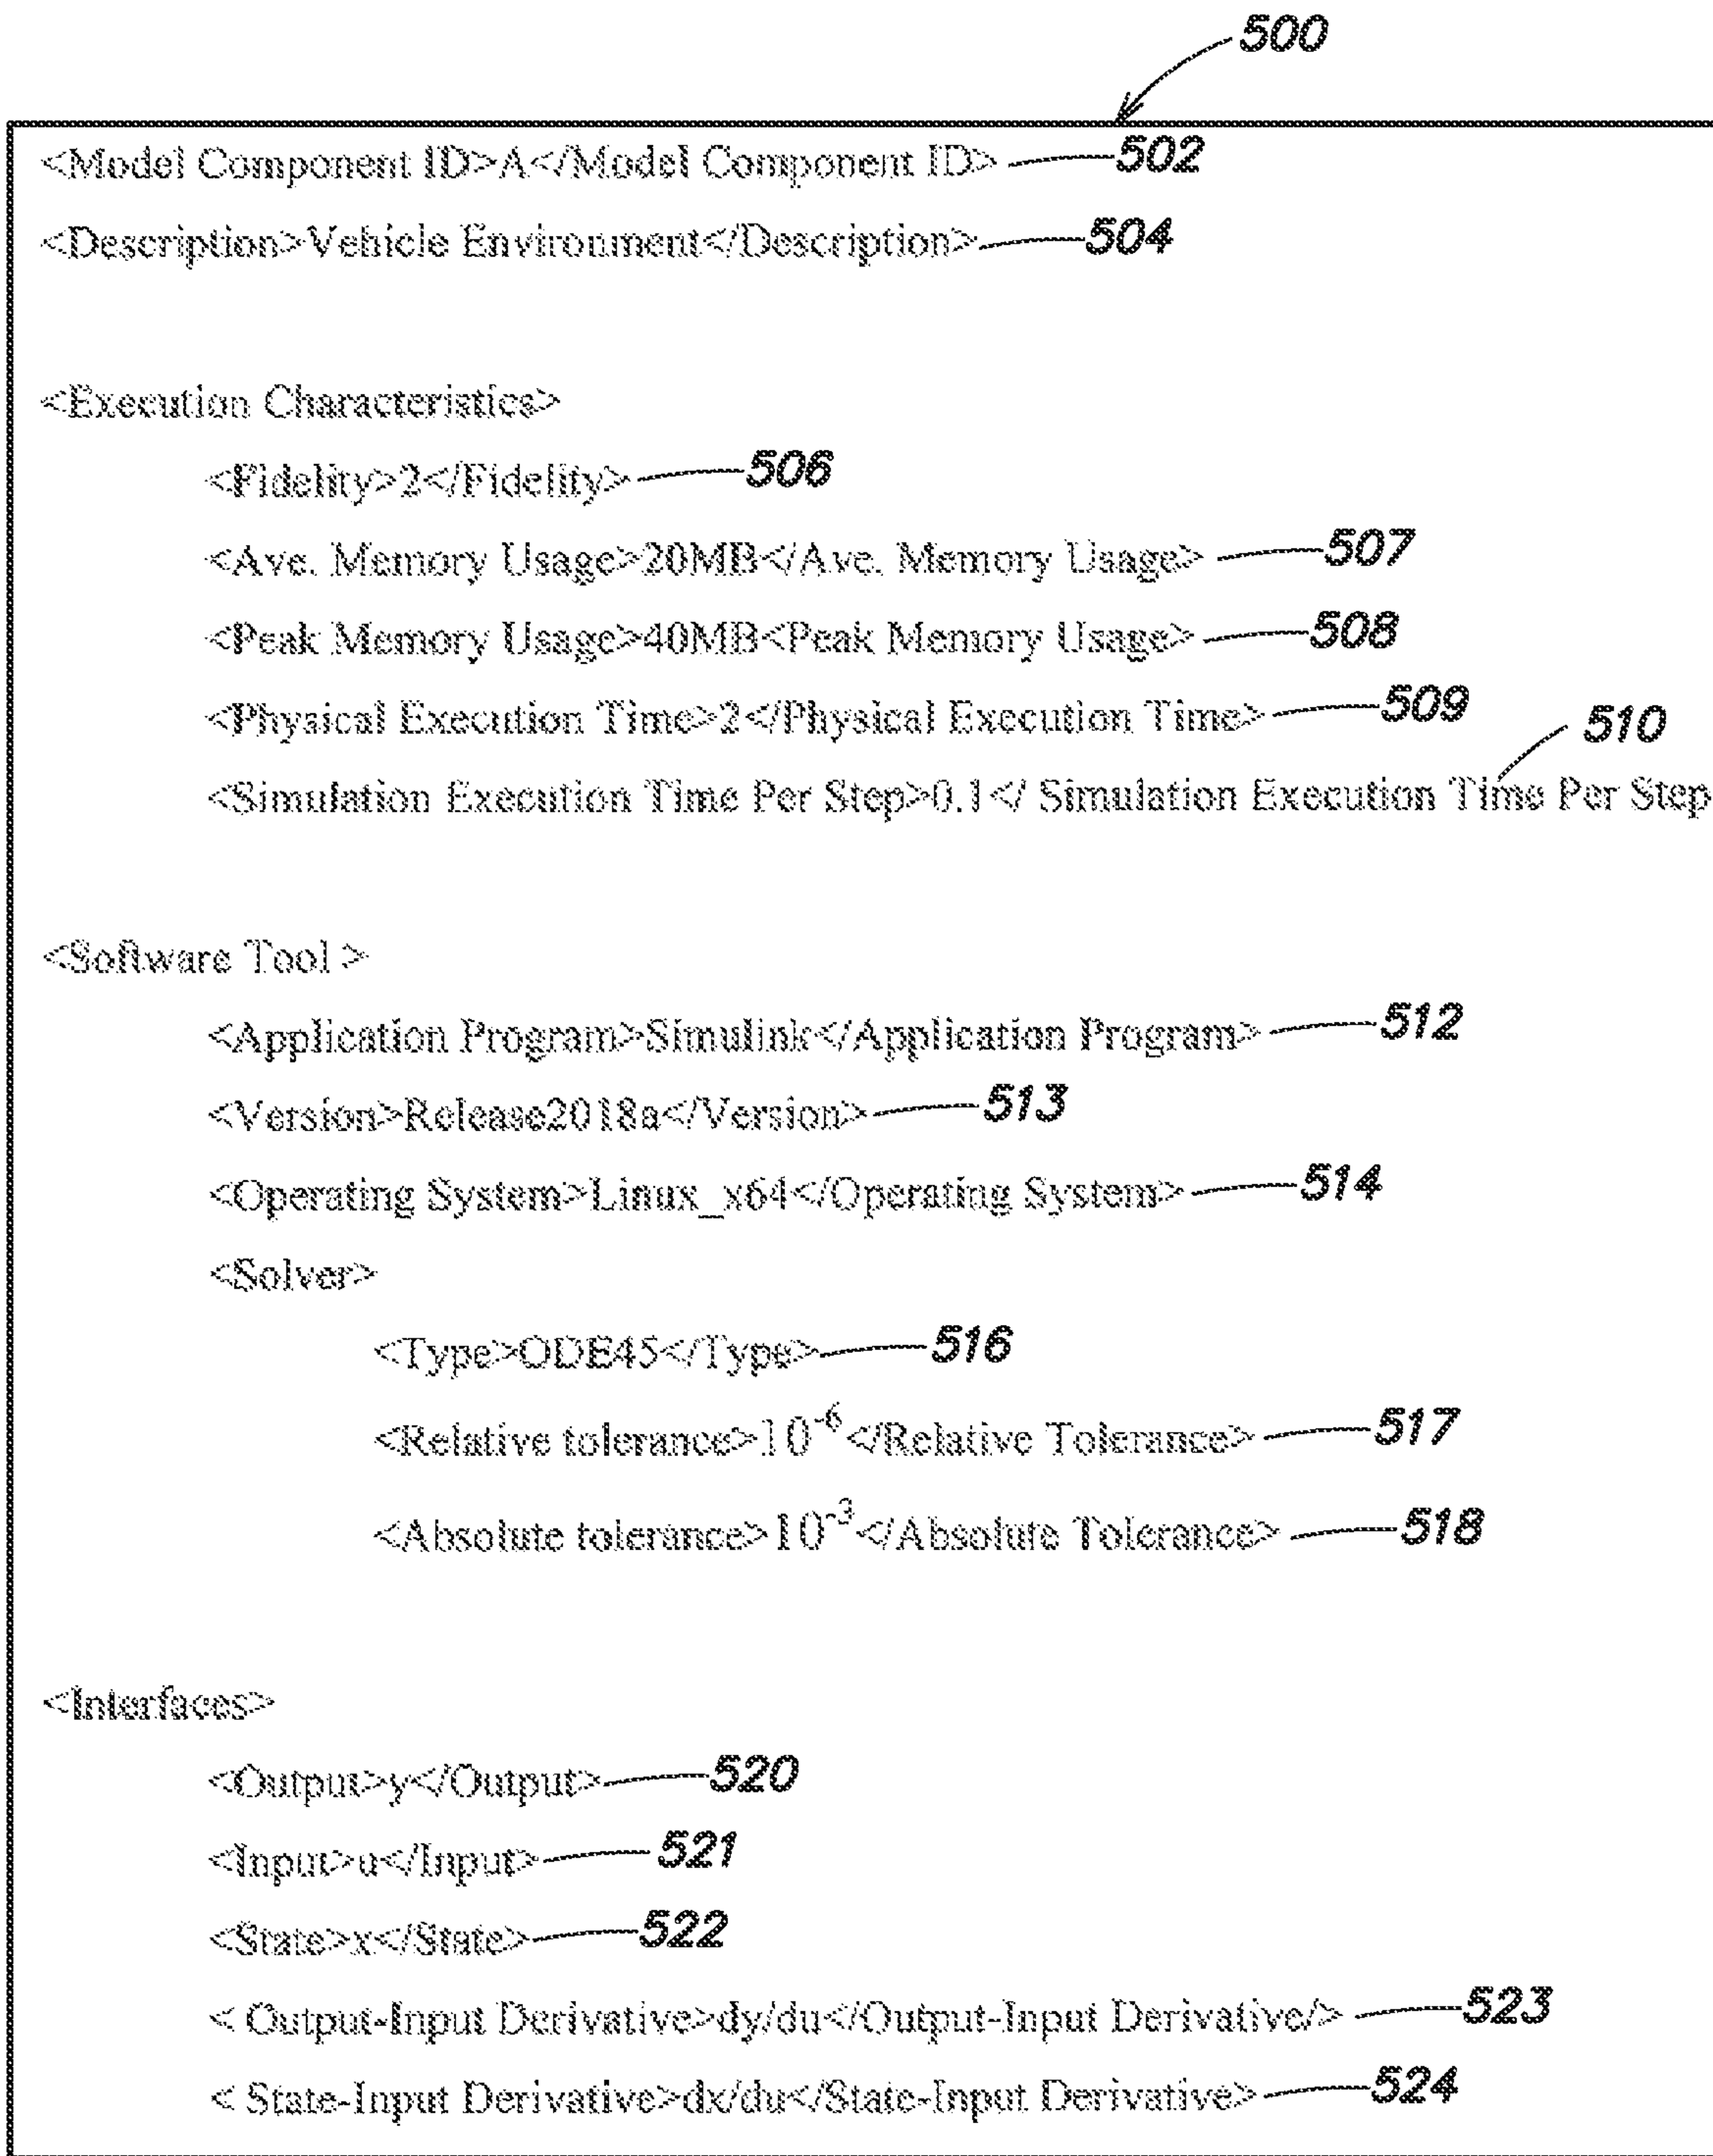 500
<Model Component ID>A</Model Component ID> 502
<Description>Vehicle Environment</Description> 504
<Execution Characteristics>
<Fidelity>2</Fidelity> 506
<Ave. Memory Usage>20MB</Ave. Memory Usage> 507
<Peak Memory Usage>40MB<Peak Memory Usage> 508
<Physical Execution Time>2</Physical Execution Time> 509
510
<Simulation Execution Time Per Step>0.1</ Simulation Execution Time Per Step
<Software Tool >
<Application Program>Simulink</Application Program> 512
<Version>Release2018a</Version> 513
<Operating System>Linux_x64</Operating System> 514
<Solver>
<Type>ODE45</Type> 516
<Relative tolerance>10⁻⁶</Relative Tolerance> 517
<Absolute tolerance>10⁻³</Absolute Tolerance> 518
<Interfaces>
<Output>y</Output> 520
<Input>u</Input> 521
<State>x</State> 522
< Output-Input Derivative>dy/du</Output-Input Derivative/> 523
< State-Input Derivative>dx/du</State-Input Derivative> 524